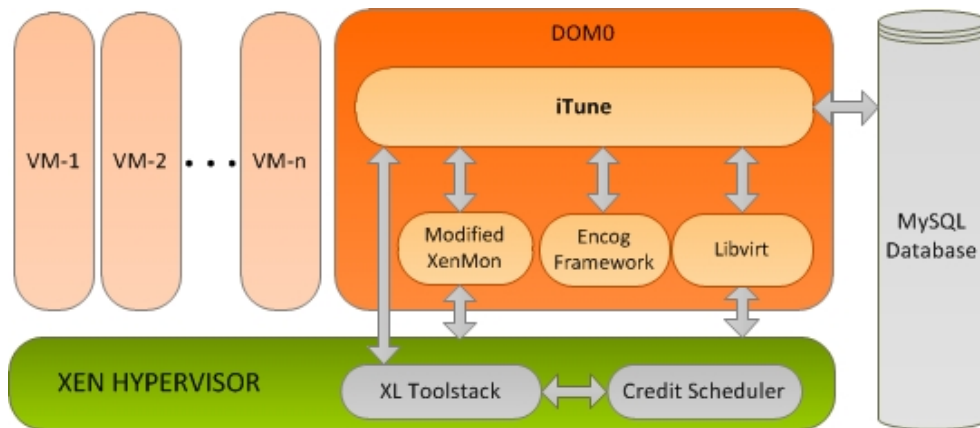 DOM0
iTune
VM-1
VM-2
• • •
VM-n
Modified
XenMon
Encog
Framework
Libvirt
MySQL
Database
XEN HYPERVISOR
XL Toolstack
Credit Scheduler